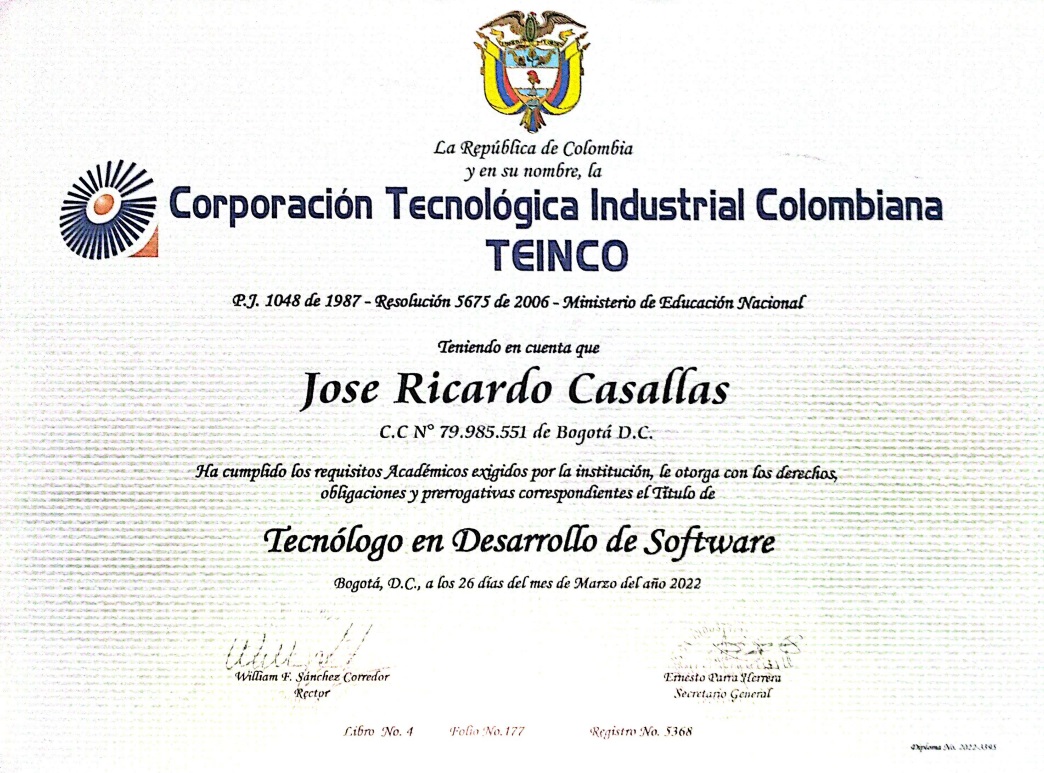 La República de Colombia
y en su nombre, la
Corporación Tecnológica Industrial Colombiana
TEINCO
P.J. 1048 de 1987 - Resolución 5675 de 2006 - Ministerio de Educación Nacional
Teniendo en cuenta que
Jose Ricardo Casallas
C.C N° 79.985.551 de Bogotá D.C.
Ha cumplido los requisitos Académicos exigidos por la institución, le otorga con los derechos,
obligaciones y prerrogativas correspondientes el Título de
Tecnólogo en Desarrollo de Software
Bogotá, D.C., a los 26 días del mes de Marzo del año 2022
William F. Sánchez Corredor
Rector
Ernesto Parra Herrera
Secretario General
Libro No. 4 Folio No.177 Registro No. 5368
Diploma No. 2022-3393